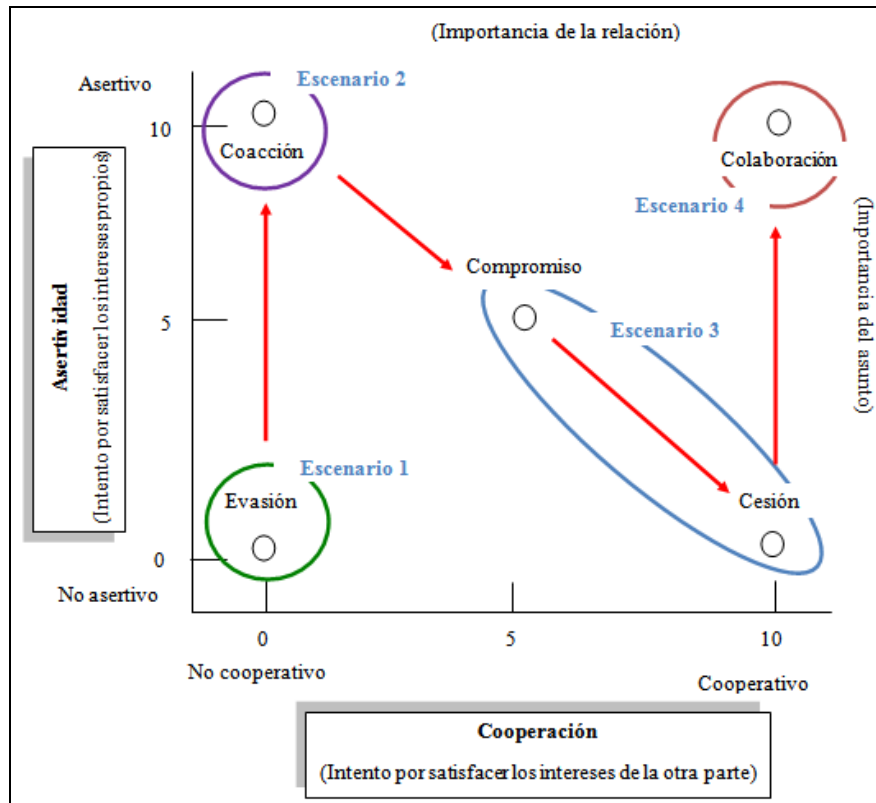 (Importancia de la relación)
Asertivo
Escenario 2
10
Coacción
Colaboración
Escenario 4
Asertividad
(Intento por satisfacer los intereses propios)
(Importancia del asunto)
Compromiso
5
Escenario 3
Escenario 1
Evasión
Cesión
0
No asertivo
0
5
10
No cooperativo
Cooperativo
Cooperación
(Intento por satisfacer los intereses de la otra parte)